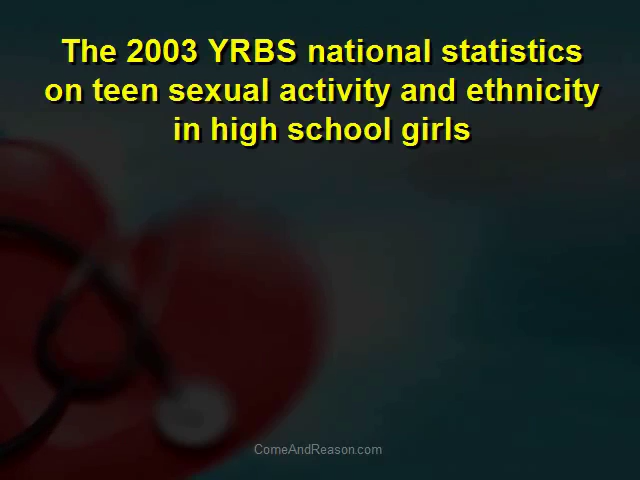 The 2003 YRBS national statistics
on teen sexual activity and ethnicity
in high school girls
ComeAndReason.com